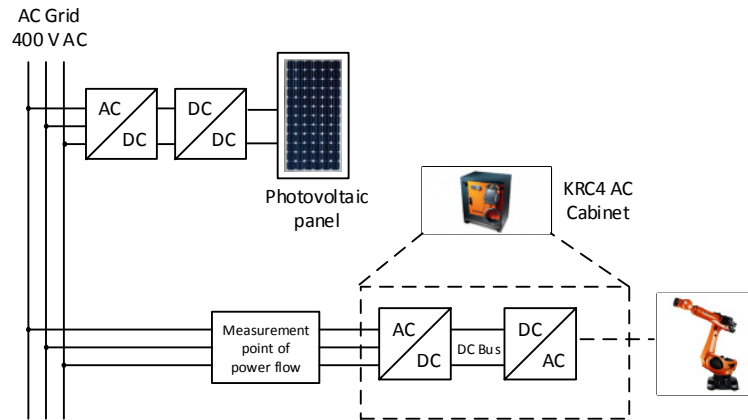 AC Grid
400 V AC
AC
DC
DC
DC
Photovoltaic
panel
KRC4 AC
Cabinet
Measurement
point of
power flow
AC
DC
DC Bus
DC
AC